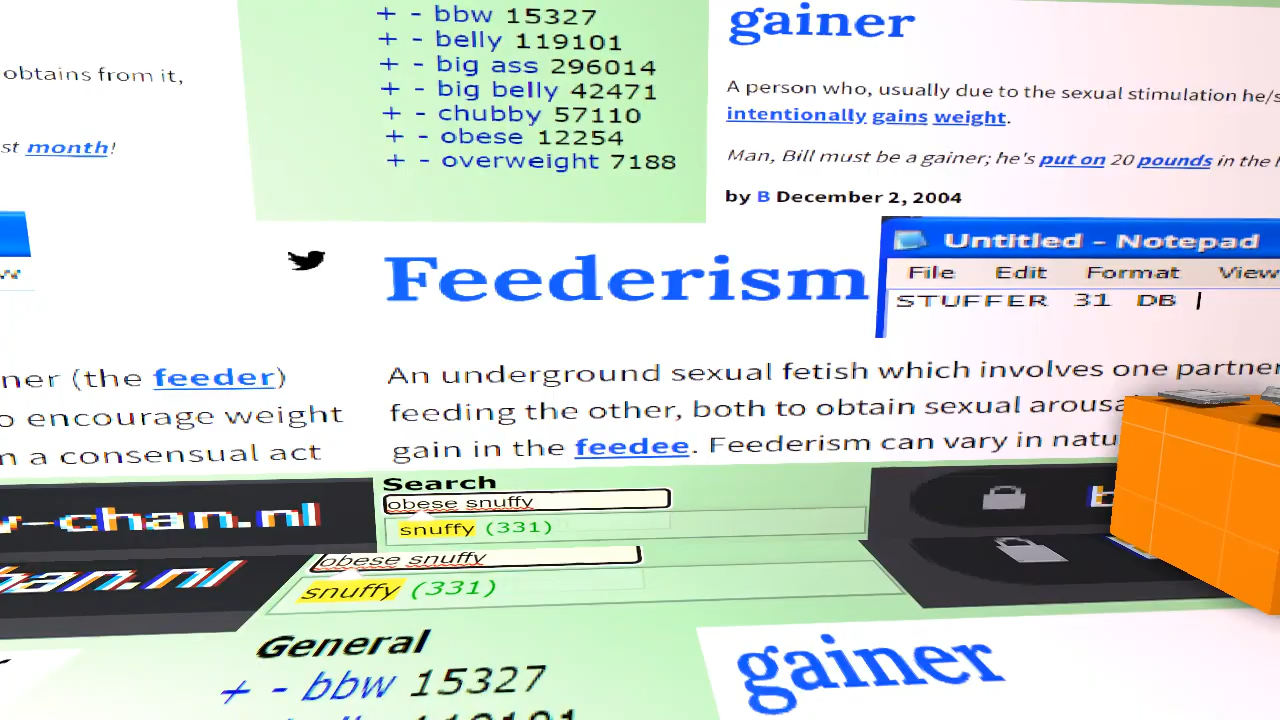 + - bbw 15327
+ - belly 119101
+ - big ass 296014
+ - big belly 42471
+ - chubby 57110
+ - obese 12254
+ - overweight 7188
gainer
A person who, usually due to the sexual stimulation he/s
intentionally gains weight.
Man, Bill must be a gainer; he's put on 20 pounds in the
by B December 2, 2004
obtains from it,
st month!
Untitled - Notepad
File Edit Format View
STUFFER 31 DB
Feederism
An underground sexual fetish which involves one partner
feeding the other, both to obtain sexual arousa
gain in the feedee. Feederism can vary in natu
ner (the feeder)
o encourage weight
n a consensual act
Search
obese snuffy
snuffy (331)
-chan.nl
obese snuffy
snuffy (331)
han.nl
General
+ - bbw 15327
gainer